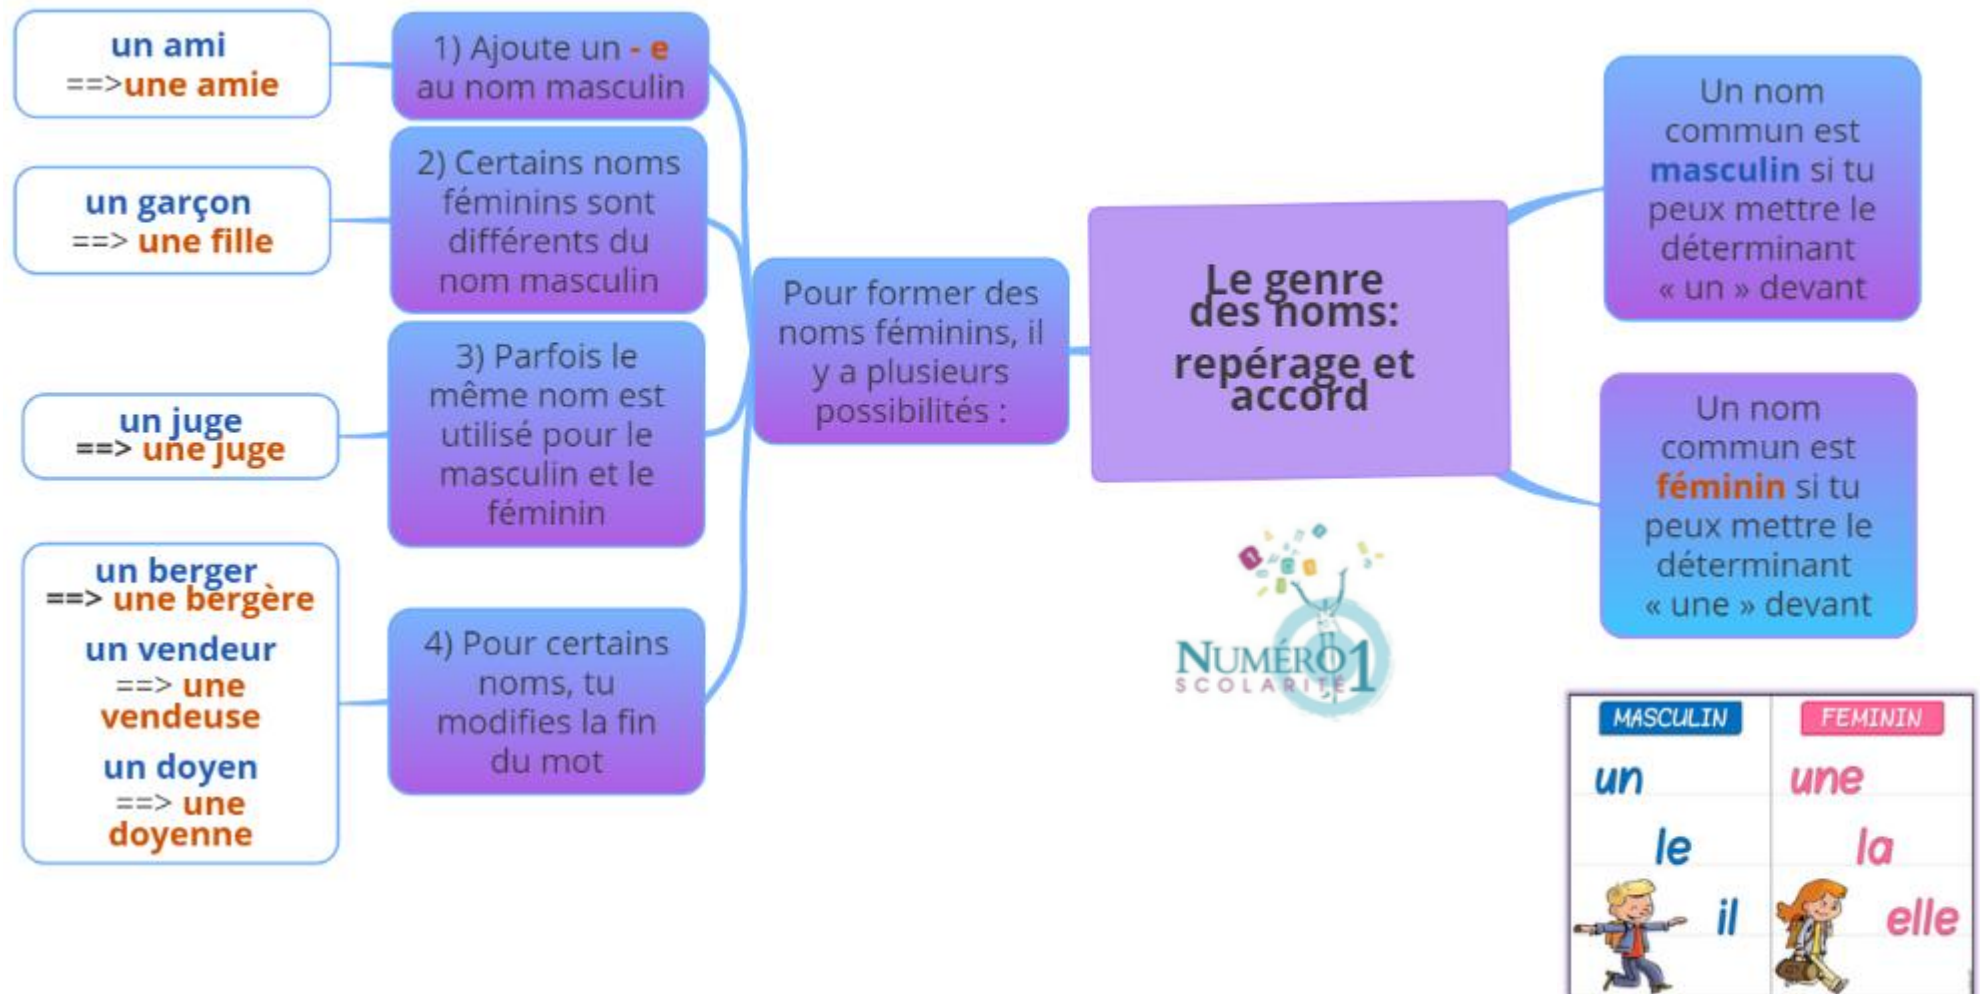 un ami
==>une amie
1) Ajoute un - e
au nom masculin
un garçon
==> une fille
2) Certains noms
féminins sont
différents du
nom masculin
un juge
==> une juge
3) Parfois le
même nom est
utilisé pour le
masculin et le
féminin
un berger
==> une bergère
un vendeur
==> une
vendeuse
un doyen
==> une
doyenne
4) Pour certains
noms, tu
modifies la fin
du mot
Pour former des
noms féminins, il
y a plusieurs
possibilités :
Le genre
des noms:
repérage et
accord
Un nom
commun est
masculin si tu
peux mettre le
déterminant
« un » devant
Un nom
commun est
féminin si tu
peux mettre le
déterminant
« une » devant
NUMÉRO1
SCOLARITÉ
MASCULIN
FEMININ
un
une
le
la
il
elle